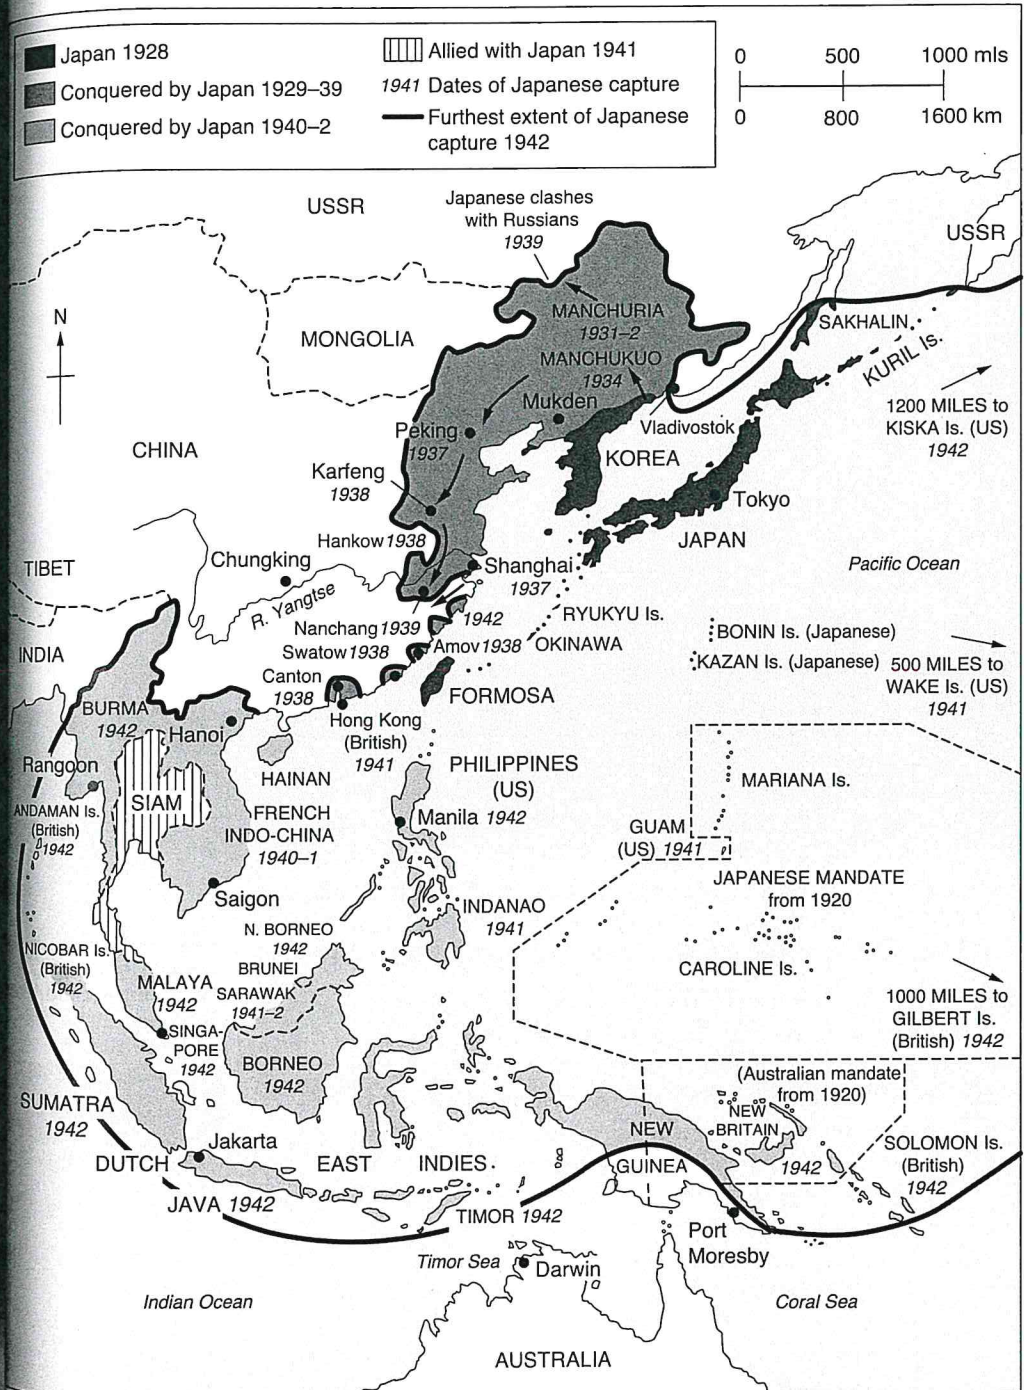 Japan 1928
Conquered by Japan 1929–39
Conquered by Japan 1940–2
Allied with Japan 1941
1941 Dates of Japanese capture
Furthest extent of Japanese
capture 1942
0 500 1000 mls
0 800 1600 km
USSR
Japanese clashes
with Russians
1939
USSR
N
MONGOLIA
MANCHURIA
1931–2
MANCHUKUO
1934
Mukden
SAKHALIN
KURIL Is.
1200 MILES to
KISKA Is. (US)
1942
Vladivostok
CHINA
Peking
1937
Karfeng
1938
KOREA
Tokyo
JAPAN
Hankow 1938
Chungking
TIBET
R. Yangtse
Shanghai
1937
Pacific Ocean
Nanchang 1939
1942
RYUKYU Is.
Swatow 1938
Amov 1938
OKINAWA
BONIN Is. (Japanese)
KAZAN Is. (Japanese)
500 MILES to
WAKE Is. (US)
1941
INDIA
Canton
1938
FORMOSA
BURMA
1942
Hanoi
Hong Kong
(British)
1941
Rangoon
HAINAN
PHILIPPINES
(US)
MARIANA Is.
ANDAMAN Is.
(British)
1942
SIAM
FRENCH
INDO-CHINA
1940–1
Manila 1942
GUAM
(US) 1941
Saigon
JAPANESE MANDATE
from 1920
INDANAO
1941
N. BORNEO
1942
NICOBAR Is.
(British)
1942
BRUNEI
CAROLINE Is.
MALAYA
1942
SARAWAK
1941–2
1000 MILES to
GILBERT Is.
(British) 1942
SINGA-
PORE
1942
BORNEO
1942
(Australian mandate
from 1920)
SUMATRA
1942
NEW
BRITAIN
1942
NEW
GUINEA
SOLOMON Is.
(British)
1942
Jakarta
DUTCH EAST INDIES.
JAVA 1942
TIMOR 1942
Port
Moresby
Timor Sea
Darwin
Indian Ocean
Coral Sea
AUSTRALIA